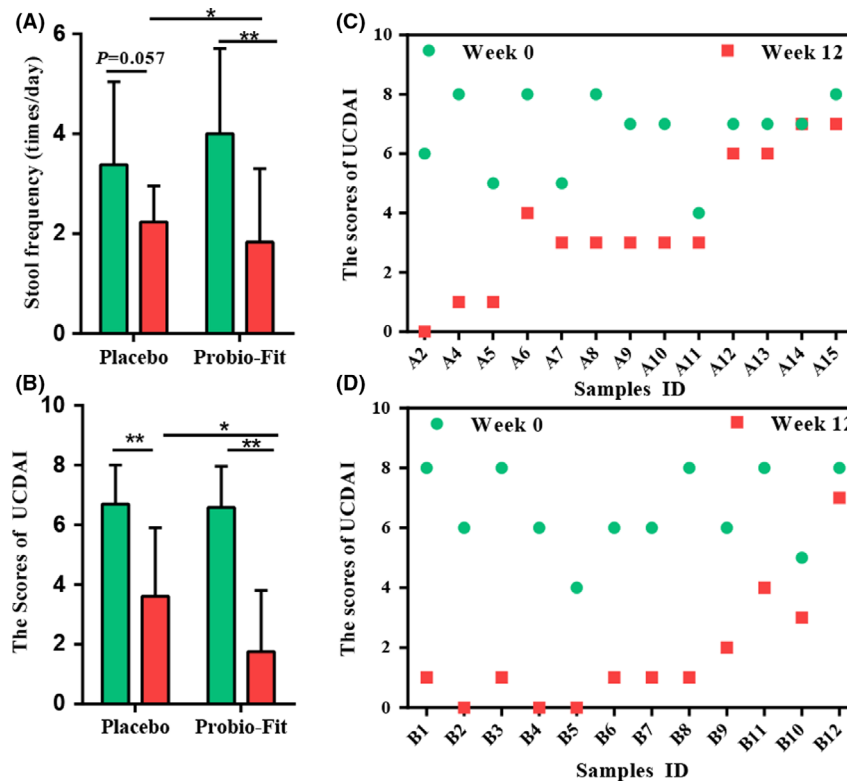 (A)
Stool frequency (times/day)
6
4
2
0
P=0.057
*
**
Placebo
Probio-Fit
(C)
The scores of UCDAI
10
8
6
4
2
0
Week 0
Week 12
A2
A4
A5
A6
A7
A8
A9
A10
A11
A12
A13
A14
A15
Samples ID
(B)
The Scores of UCDAI
10
8
6
4
2
0
**
*
**
Placebo
Probio-Fit
(D)
The scores of UCDAI
10
8
6
4
2
0
Week 0
Week 12
B1
B2
B3
B4
B5
B6
B7
B8
B9
B11
B10
B12
Samples ID